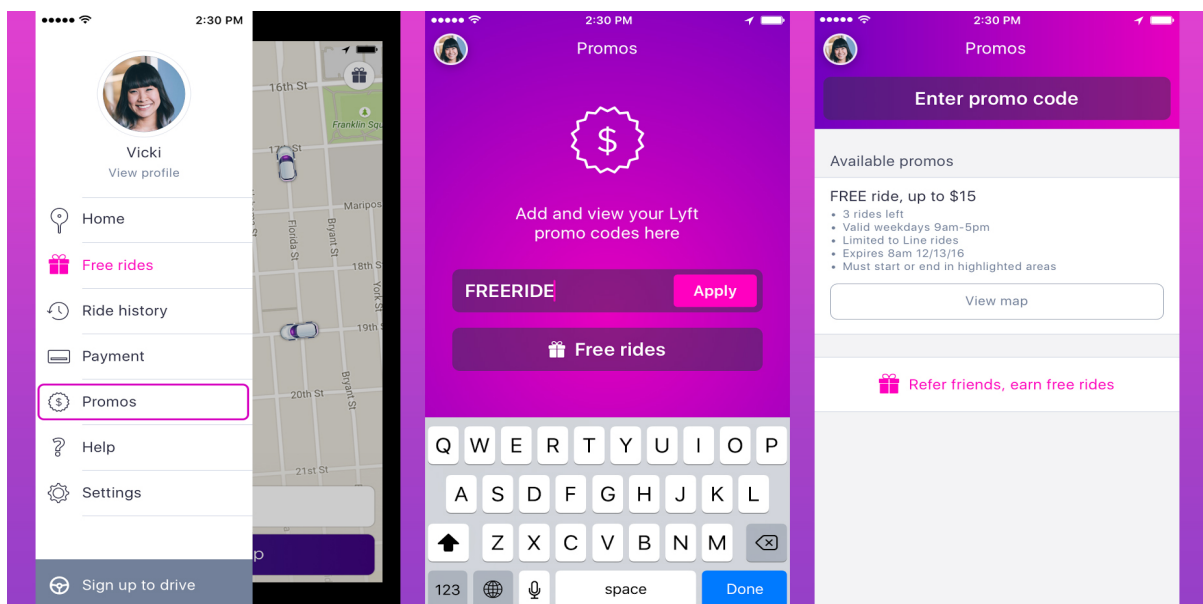 2:30 PM
Vicki
View profile
Home
Free rides
Ride history
Payment
Promos
Help
Settings
Sign up to drive
16th St
Franklin Squ
17th St
Maripos
Florida St
Bryant St
18th S
York St
19th
Bryant St
20th St
21st St
p
2:30 PM
Promos
Add and view your Lyft
promo codes here
FREERIDE
Apply
Free rides
Q W E R T Y U I O P
A S D F G H J K L
Z X C V B N M
123
space
Done
2:30 PM
Promos
Enter promo code
Available promos
FREE ride, up to $15
• 3 rides left
• Valid weekdays 9am-5pm
• Limited to Line rides
• Expires 8am 12/13/16
• Must start or end in highlighted areas
View map
Refer friends, earn free rides